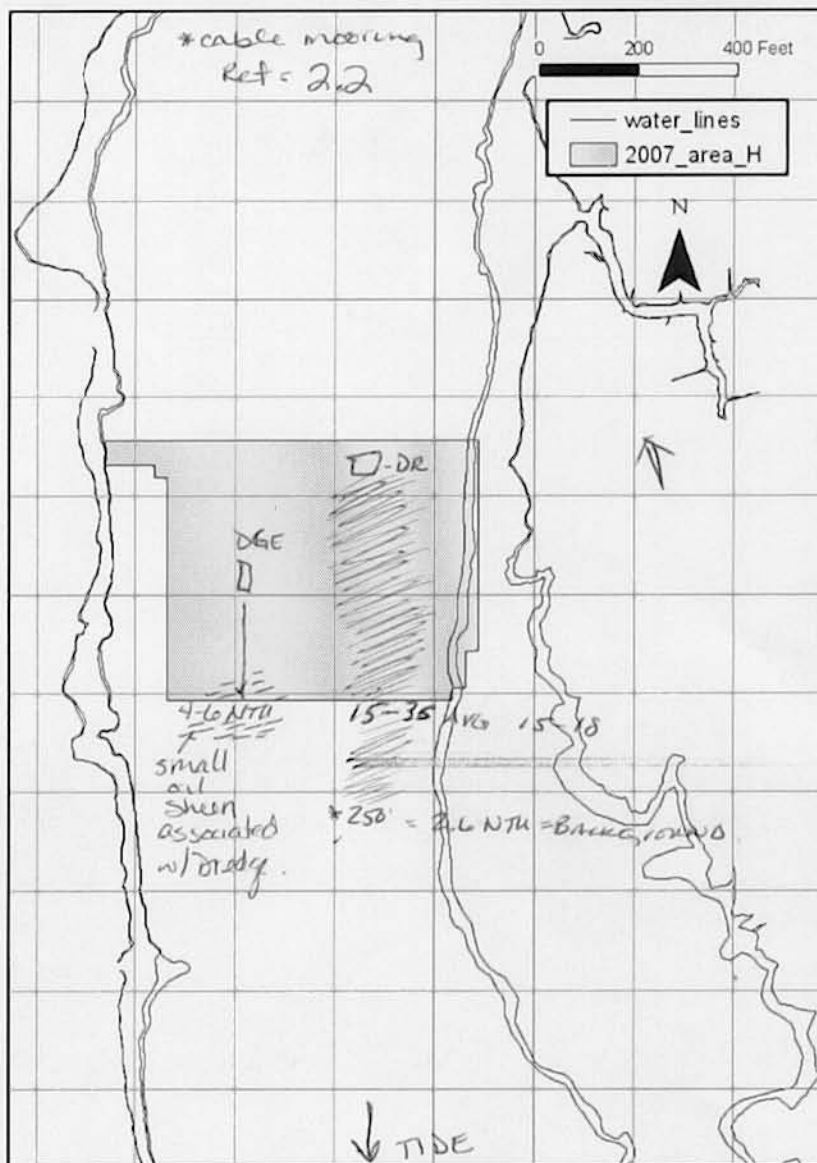 * cable mooring
Ref = 2.2
0 200 400 Feet
water_lines
2007_area_H
N
-DR
DGE
4-6 NTU
15-35 AVG 15-18
small
oil
sheen
associated
w/ Dredge.
* 250' = 2.6 NTU = BACKGROUND
TIDE